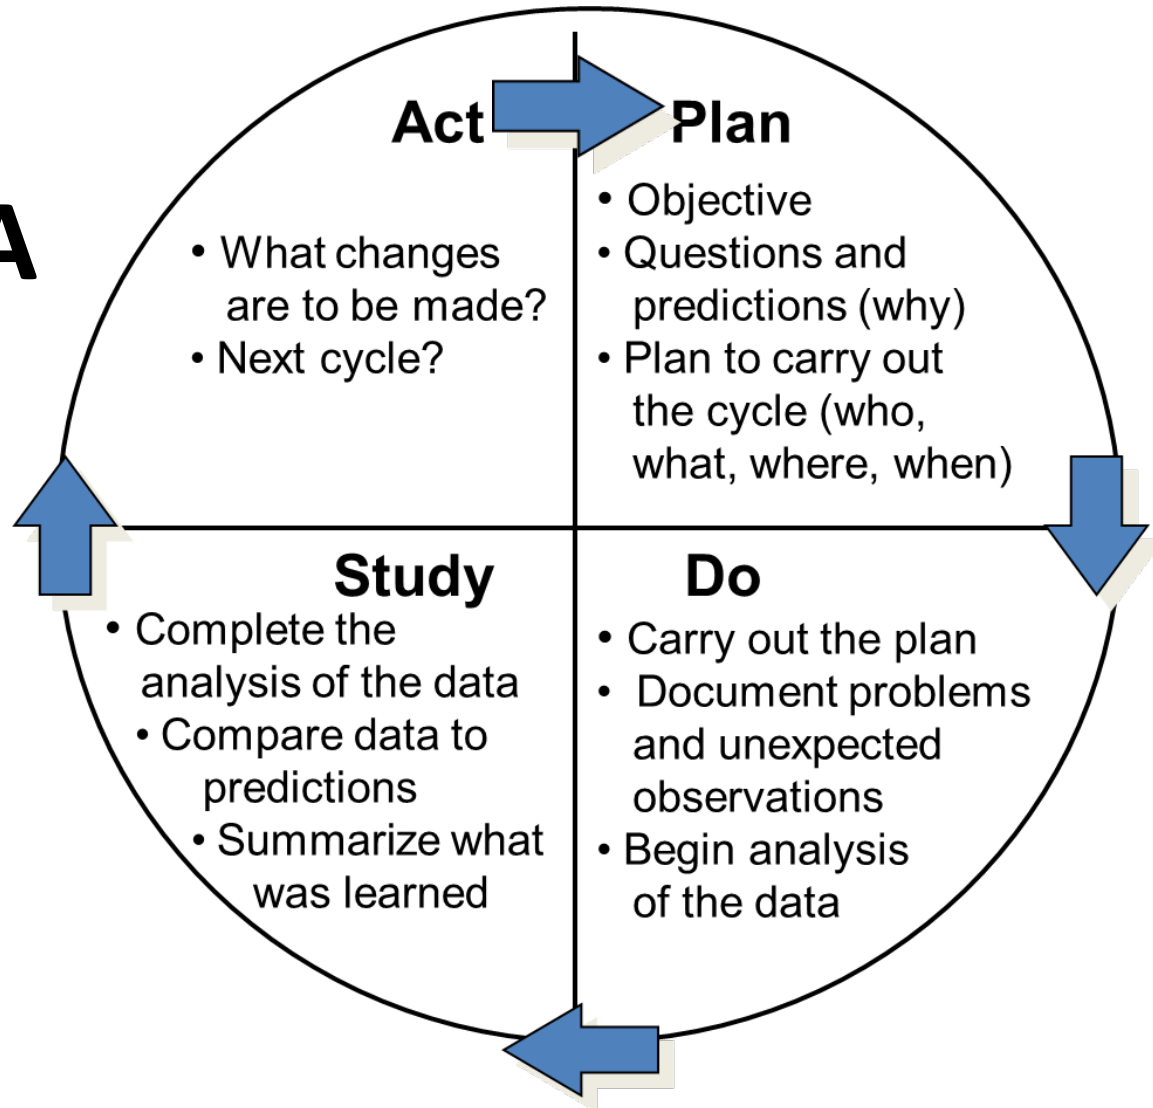 A
Act
• What changes
are to be made?
• Next cycle?
Plan
• Objective
• Questions and
predictions (why)
• Plan to carry out
the cycle (who,
what, where, when)
Study
• Complete the
analysis of the data
• Compare data to
predictions
• Summarize what
was learned
Do
• Carry out the plan
• Document problems
and unexpected
observations
• Begin analysis
of the data